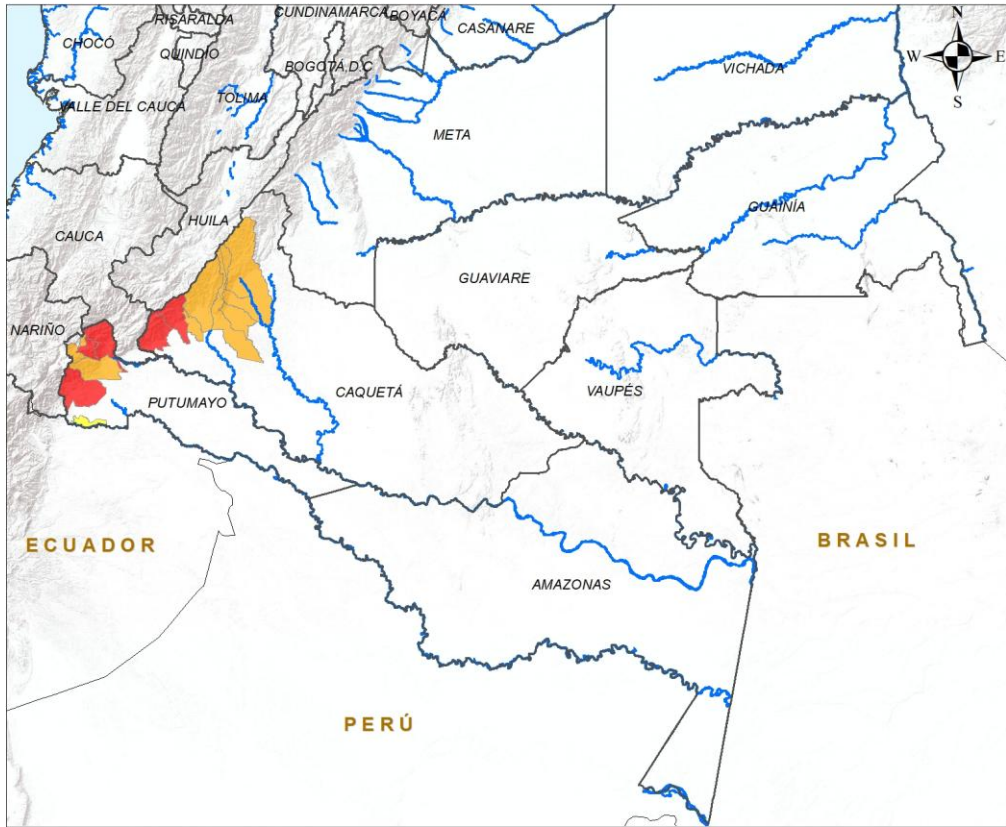 CUNDINAMARCA
BOYACÁ
RISARALDA
N
CASANARE
CHOCÓ
QUINDÍO
BOGOTÁ D.C
W
E
VICHADA
S
VALLE DEL CAUCA
TOLIMA
META
HUILA
GUAINÍA
CAUCA
GUAVIARE
NARIÑO
CAQUETÁ
VAUPÉS
PUTUMAYO
ECUADOR
BRASIL
AMAZONAS
PERÚ